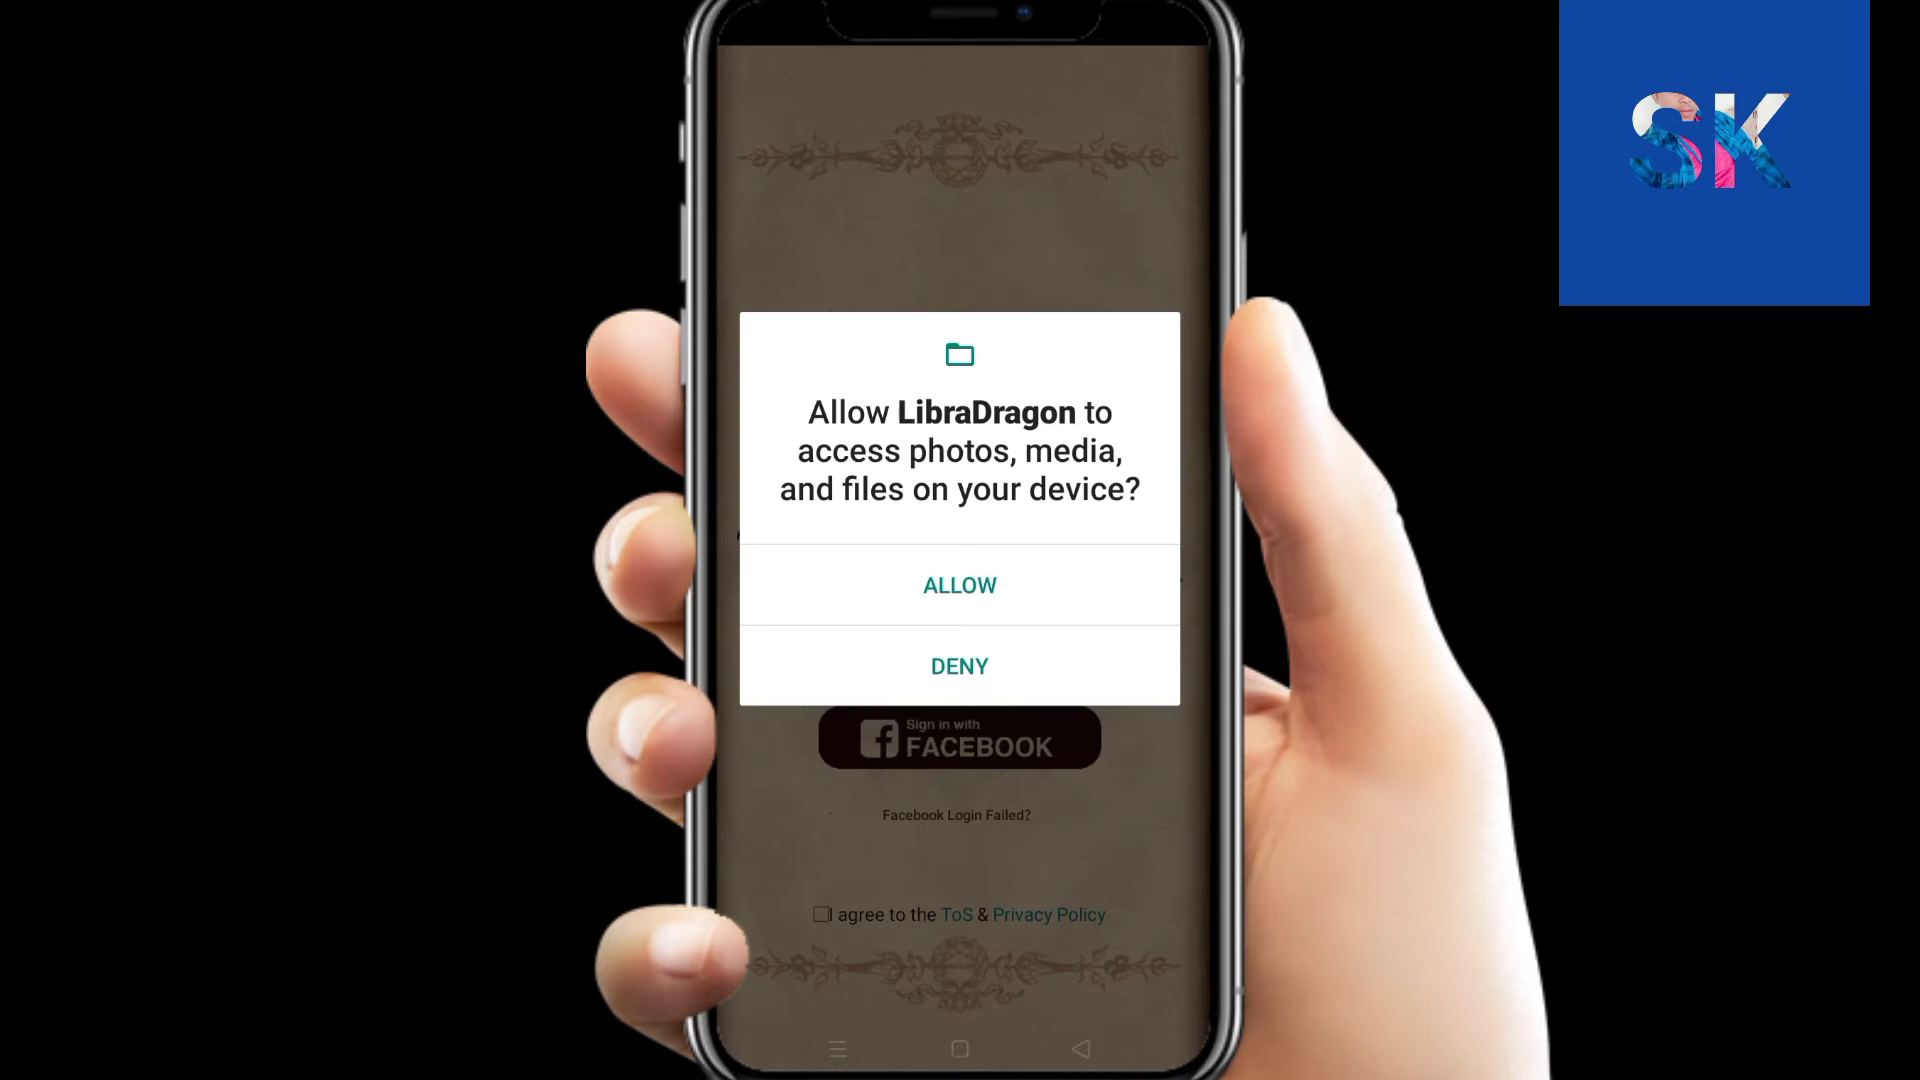 SK
Allow LibraDragon to
access photos, media,
and files on your device?
ALLOW
DENY
Sign in with
FACEBOOK
Facebook Login Failed?
I agree to the ToS & Privacy Policy